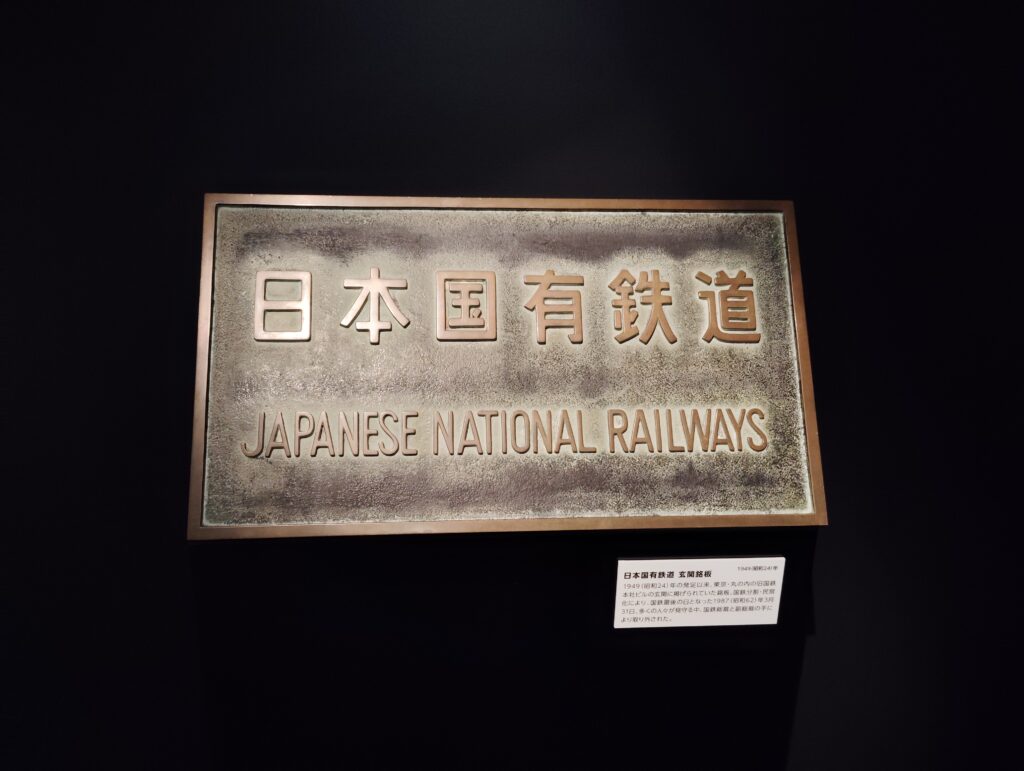 日本国有鉄道
JAPANESE NATIONAL RAILWAYS
日本国有鉄道 玄関銘板
1949(昭和24)年
1949(昭和24)年の発足以来、東京・丸の内の旧国鉄
本社ビルの玄関に掲げられていた銘板。国鉄分割・民営
化により、国鉄最後の日となった1987(昭和62)年3月
31日、多くの人々が見守る中、国鉄総裁と副総裁の手に
より取り外された。